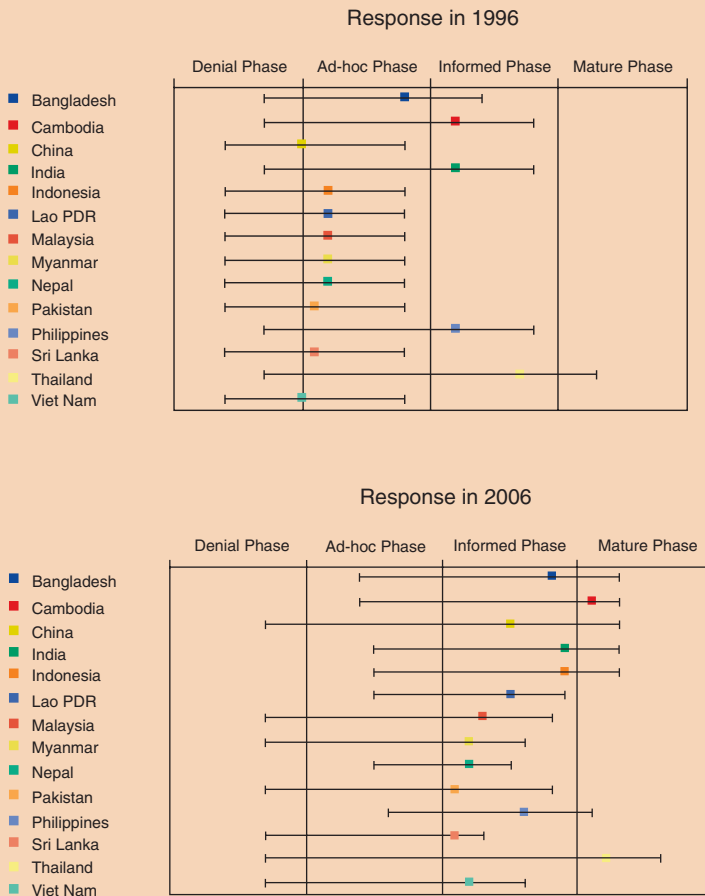 Response in 1996
Denial Phase Ad-hoc Phase Informed Phase Mature Phase
Bangladesh
Cambodia
China
India
Indonesia
Lao PDR
Malaysia
Myanmar
Nepal
Pakistan
Philippines
Sri Lanka
Thailand
Viet Nam
Response in 2006
Denial Phase Ad-hoc Phase Informed Phase Mature Phase
Bangladesh
Cambodia
China
India
Indonesia
Lao PDR
Malaysia
Myanmar
Nepal
Pakistan
Philippines
Sri Lanka
Thailand
Viet Nam